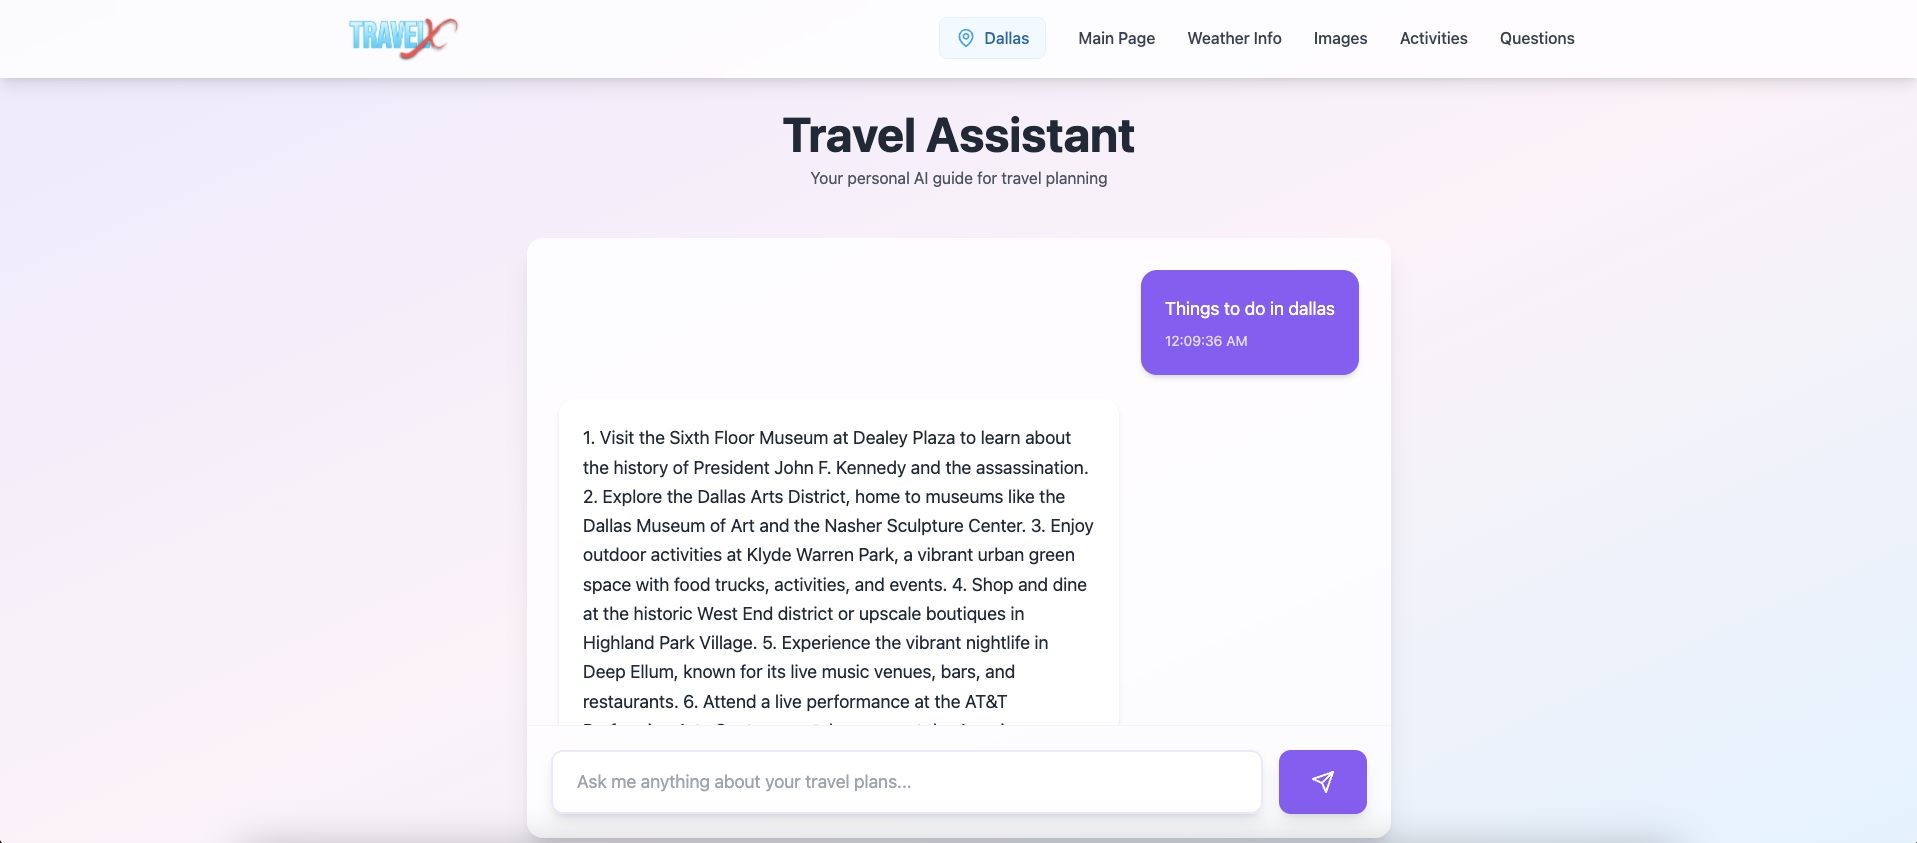 TRAVELX
Dallas
Main Page
Weather Info
Images
Activities
Questions
Travel Assistant
Your personal AI guide for travel planning
Things to do in dallas
12:09:36 AM
1. Visit the Sixth Floor Museum at Dealey Plaza to learn about
the history of President John F. Kennedy and the assassination.
2. Explore the Dallas Arts District, home to museums like the
Dallas Museum of Art and the Nasher Sculpture Center. 3. Enjoy
outdoor activities at Klyde Warren Park, a vibrant urban green
space with food trucks, activities, and events. 4. Shop and dine
at the historic West End district or upscale boutiques in
Highland Park Village. 5. Experience the vibrant nightlife in
Deep Ellum, known for its live music venues, bars, and
restaurants. 6. Attend a live performance at the AT&T
Ask me anything about your travel plans...